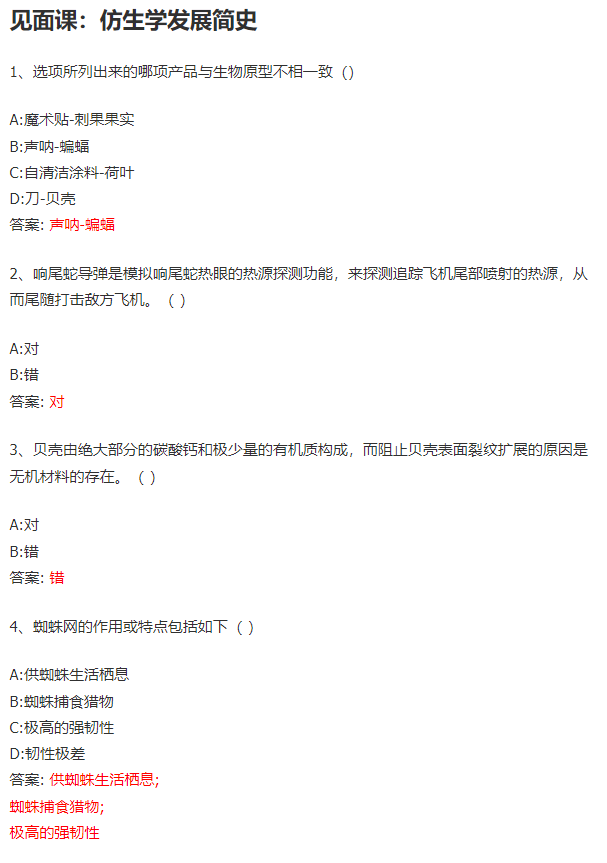 见面课：仿生学发展简史
1、选项所列出来的哪项产品与生物原型不相一致（）
A:魔术贴-刺果果实
B:声呐-蝙蝠
C:自清洁涂料-荷叶
D:刀-贝壳
答案: 声呐-蝙蝠
2、响尾蛇导弹是模拟响尾蛇热眼的热源探测功能，来探测追踪飞机尾部喷射的热源，从
而尾随打击敌方飞机。（ ）
A:对
B:错
答案: 对
3、贝壳由绝大部分的碳酸钙和极少量的有机质构成，而阻止贝壳表面裂纹扩展的原因是
无机材料的存在。（ ）
A:对
B:错
答案: 错
4、蜘蛛网的作用或特点包括如下（ ）
A:供蜘蛛生活栖息
B:蜘蛛捕食猎物
C:极高的强韧性
D:韧性极差
答案: 供蜘蛛生活栖息;
蜘蛛捕食猎物;
极高的强韧性